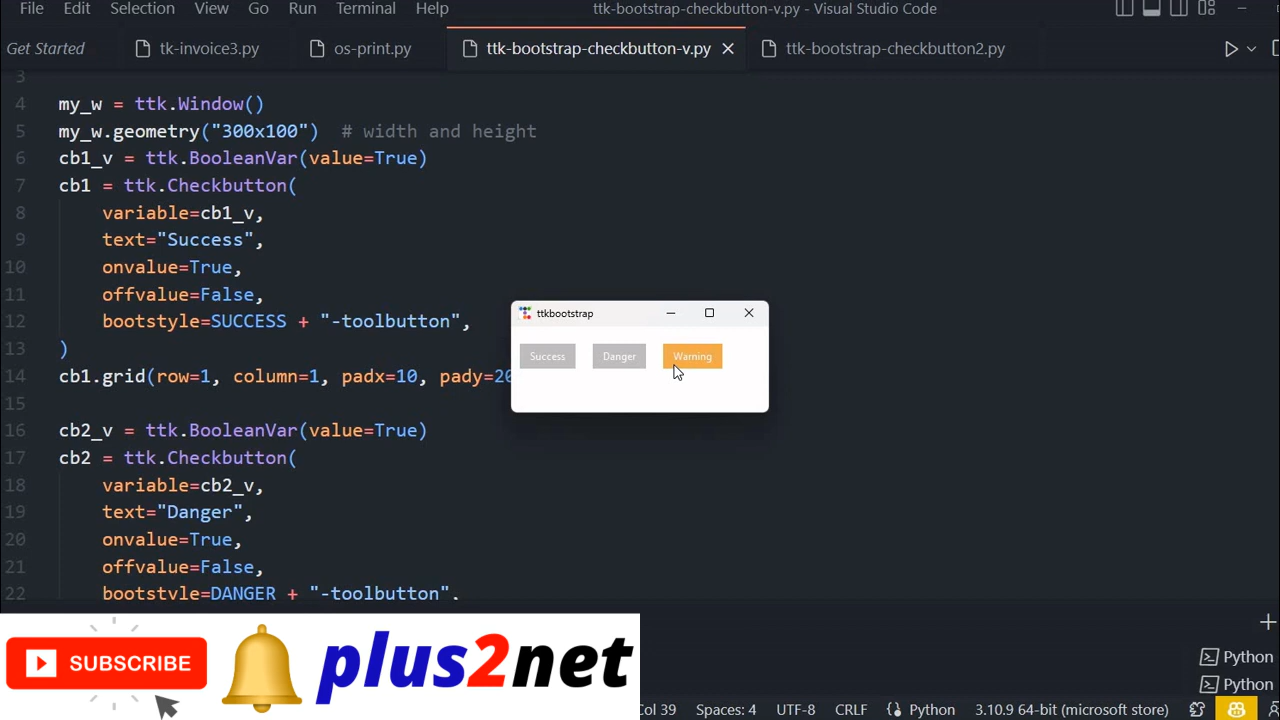 File Edit Selection View Go Run Terminal Help ttk-bootstrap-checkbutton-v.py - Visual Studio Code
Get Started tk-invoice3.py os-print.py ttk-bootstrap-checkbutton-v.py ttk-bootstrap-checkbutton2.py
3
4 my_w = ttk.Window()
5 my_w.geometry("300x100") # width and height
6 cb1_v = ttk.BooleanVar(value=True)
7 cb1 = ttk.Checkbutton(
8 variable=cb1_v,
9 text="Success",
10 onvalue=True,
11 offvalue=False,
12 bootstyle=SUCCESS + "-toolbutton",
13 )
14 cb1.grid(row=1, column=1, padx=10, pady=20
15
16 cb2_v = ttk.BooleanVar(value=True)
17 cb2 = ttk.Checkbutton(
18 variable=cb2_v,
19 text="Danger",
20 onvalue=True,
21 offvalue=False,
22 bootstyle=DANGER + "-toolbutton",
ttkbootstrap
Success Danger Warning
SUBSCRIBE plus2net
Python
Python
Col 39 Spaces: 4 UTF-8 CRLF Python 3.10.9 64-bit (microsoft store)